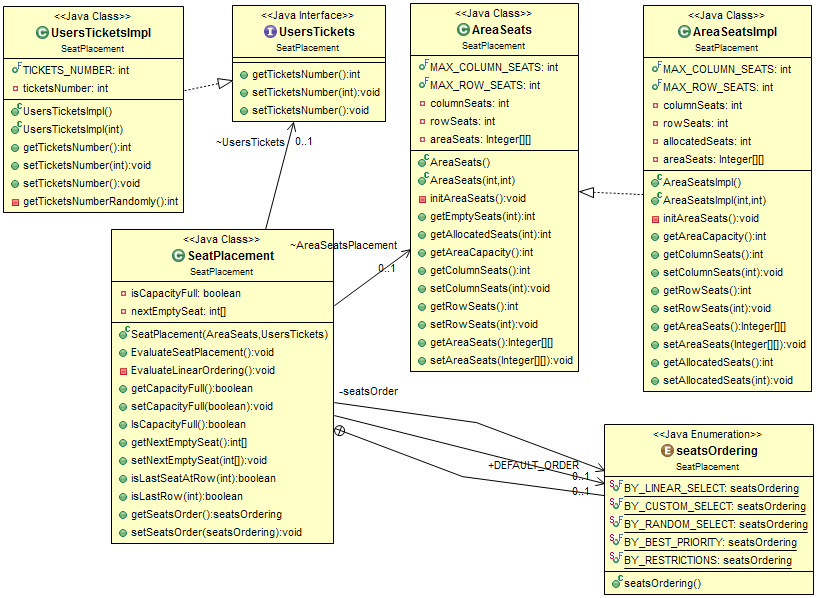 <<Java Class>>
UsersTicketsImpl
SeatPlacement
TICKETS_NUMBER: int
ticketsNumber: int
UsersTicketsImpl()
UsersTicketsImpl(int)
getTicketsNumber():int
setTicketsNumber(int):void
setTicketsNumber():void
getTicketsNumberRandomly():int
<<Java Interface>>
UsersTickets
SeatPlacement
getTicketsNumber():int
setTicketsNumber(int):void
setTicketsNumber():void
<<Java Class>>
AreaSeats
SeatPlacement
MAX_COLUMN_SEATS: int
MAX_ROW_SEATS: int
columnSeats: int
rowSeats: int
areaSeats: Integer[][]
AreaSeats()
AreaSeats(int,int)
initAreaSeats():void
getEmptySeats(int):int
getAllocatedSeats(int):int
getAreaCapacity():int
getColumnSeats():int
setColumnSeats(int):void
getRowSeats():int
setRowSeats(int):void
getAreaSeats():Integer[][]
setAreaSeats(Integer[][]):void
<<Java Class>>
AreaSeatsImpl
SeatPlacement
MAX_COLUMN_SEATS: int
MAX_ROW_SEATS: int
columnSeats: int
rowSeats: int
allocatedSeats: int
areaSeats: Integer[][]
AreaSeatsImpl()
AreaSeatsImpl(int,int)
initAreaSeats():void
getAreaCapacity():int
getColumnSeats():int
setColumnSeats(int):void
getRowSeats():int
setRowSeats(int):void
getAreaSeats():Integer[][]
setAreaSeats(Integer[][]):void
getAllocatedSeats():int
setAllocatedSeats(int):void
~UsersTickets
0..1
~AreaSeatsPlacement
0..1
<<Java Class>>
SeatPlacement
SeatPlacement
isCapacityFull: boolean
nextEmptySeat: int[]
SeatPlacement(AreaSeats,UsersTickets)
EvaluateSeatPlacement():void
EvaluateLinearOrdering():void
getCapacityFull():boolean
setCapacityFull(boolean):void
IsCapacityFull():boolean
getNextEmptySeat():int[]
setNextEmptySeat(int[]):void
isLastSeatAtRow(int):boolean
isLastRow(int):boolean
getSeatsOrder():seatsOrdering
setSeatsOrder(seatsOrdering):void
-seatsOrder
+DEFAULT_ORDER
0..1
0..1
<<Java Enumeration>>
seatsOrdering
SeatPlacement
BY_LINEAR_SELECT: seatsOrdering
BY_CUSTOM_SELECT: seatsOrdering
BY_RANDOM_SELECT: seatsOrdering
BY_BEST_PRIORITY: seatsOrdering
BY_RESTRICTIONS: seatsOrdering
seatsOrdering()